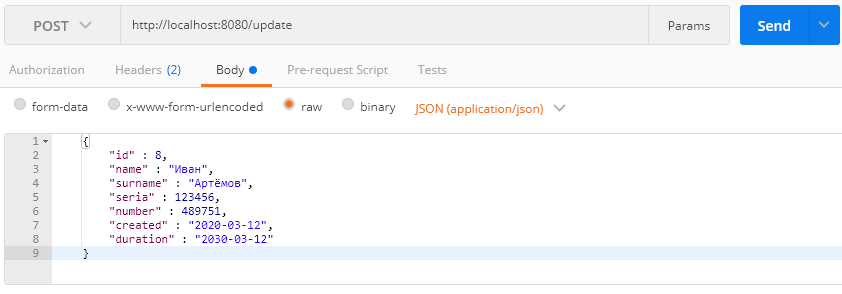 POST http://localhost:8080/update Params Send
Authorization Headers (2) Body Pre-request Script Tests
form-data x-www-form-urlencoded raw binary JSON (application/json)
1 {
2 "id" : 8,
3 "name" : "Иван",
4 "surname" : "Артёмов",
5 "seria" : 123456,
6 "number" : 489751,
7 "created" : "2020-03-12",
8 "duration" : "2030-03-12"
9 }